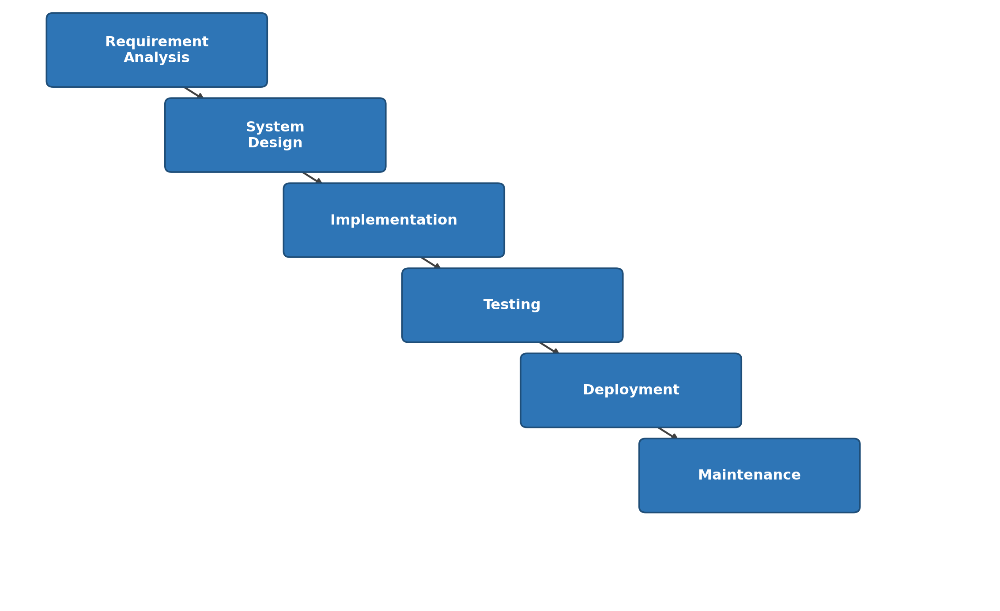 Requirement
Analysis
System
Design
Implementation
Testing
Deployment
Maintenance